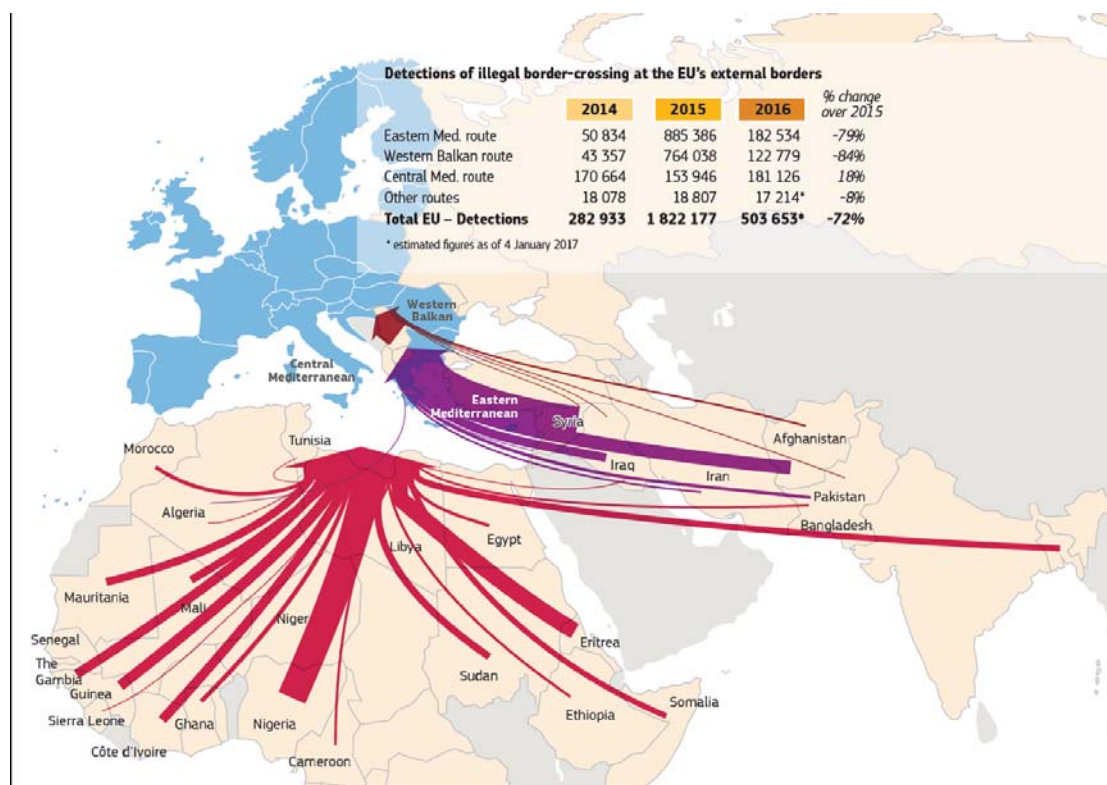 Detections of illegal border-crossing at the EU's external borders
2014 2015 2016 % change over 2015
Eastern Med. route 50 834 885 386 182 534 -79%
Western Balkan route 43 357 764 038 122 779 -84%
Central Med. route 170 664 153 946 181 126 18%
Other routes 18 078 18 807 17 214* -8%
Total EU – Detections 282 933 1 822 177 503 653* -72%
* estimated figures as of 4 January 2017
Western
Balkan
Central
Mediterranean
Eastern
Mediterranean
Syria
Afghanistan
Morocco
Tunisia
Iraq
Iran
Pakistan
Algeria
Bangladesh
Libya
Egypt
Mauritania
Mali
Niger
Senegal
Eritrea
The
Gambia
Guinea
Sudan
Somalia
Sierra Leone
Ghana
Nigeria
Ethiopia
Côte d'Ivoire
Cameroon